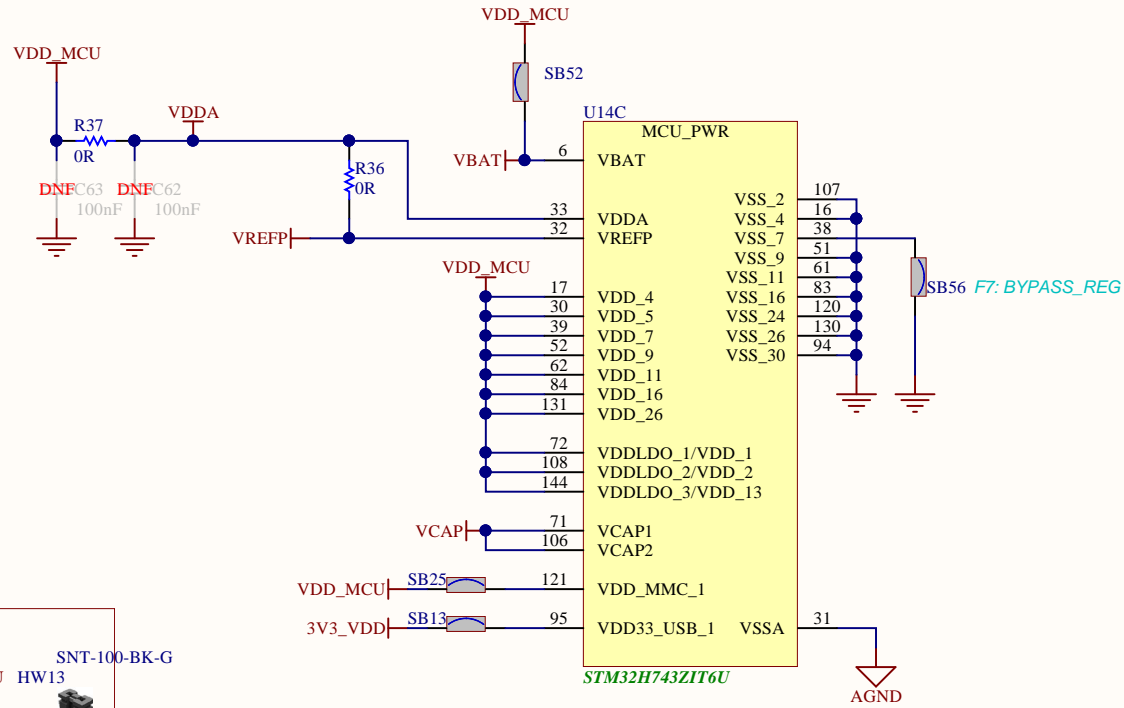 VDD_MCU
SB52
VDD_MCU
R37
0R
VDDA
DNF C63
100nF
DNF C62
100nF
R36
0R
VREFP
VBAT
U14C
MCU_PWR
6 VBAT
33 VDDA
32 VREFP
VDD_MCU
17 VDD_4
30 VDD_5
39 VDD_7
52 VDD_9
62 VDD_11
84 VDD_16
131 VDD_26
72 VDDLDO_1/VDD_1
108 VDDLDO_2/VDD_2
144 VDDLDO_3/VDD_13
VCAP
71 VCAP1
106 VCAP2
VDD_MCU SB25 121 VDD_MMC_1
3V3_VDD SB13 95 VDD33_USB_1
VSS_2 107
VSS_4 16
VSS_7 38
VSS_9 51
VSS_11 61
VSS_16 83
VSS_24 120
VSS_26 130
VSS_30 94
SB56 F7: BYPASS_REG
VSSA 31
AGND
STM32H743ZIT6U
SNT-100-BK-G
HW13